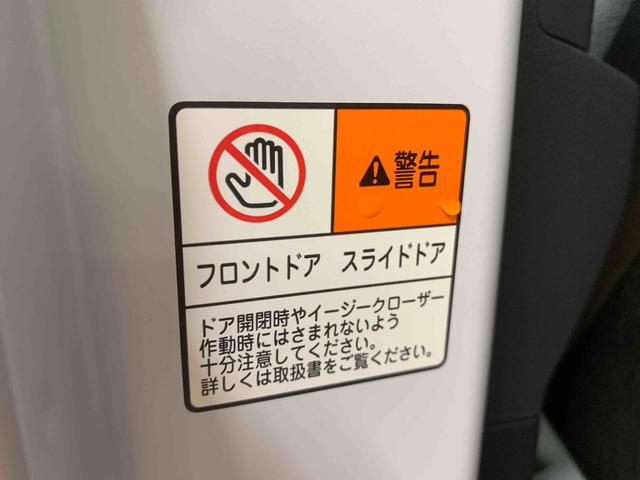 警告
フロントドア スライドドア
ドア開閉時やイージークローザー
作動時にはさまれないよう
十分注意してください。
詳しくは取扱書をご覧ください。